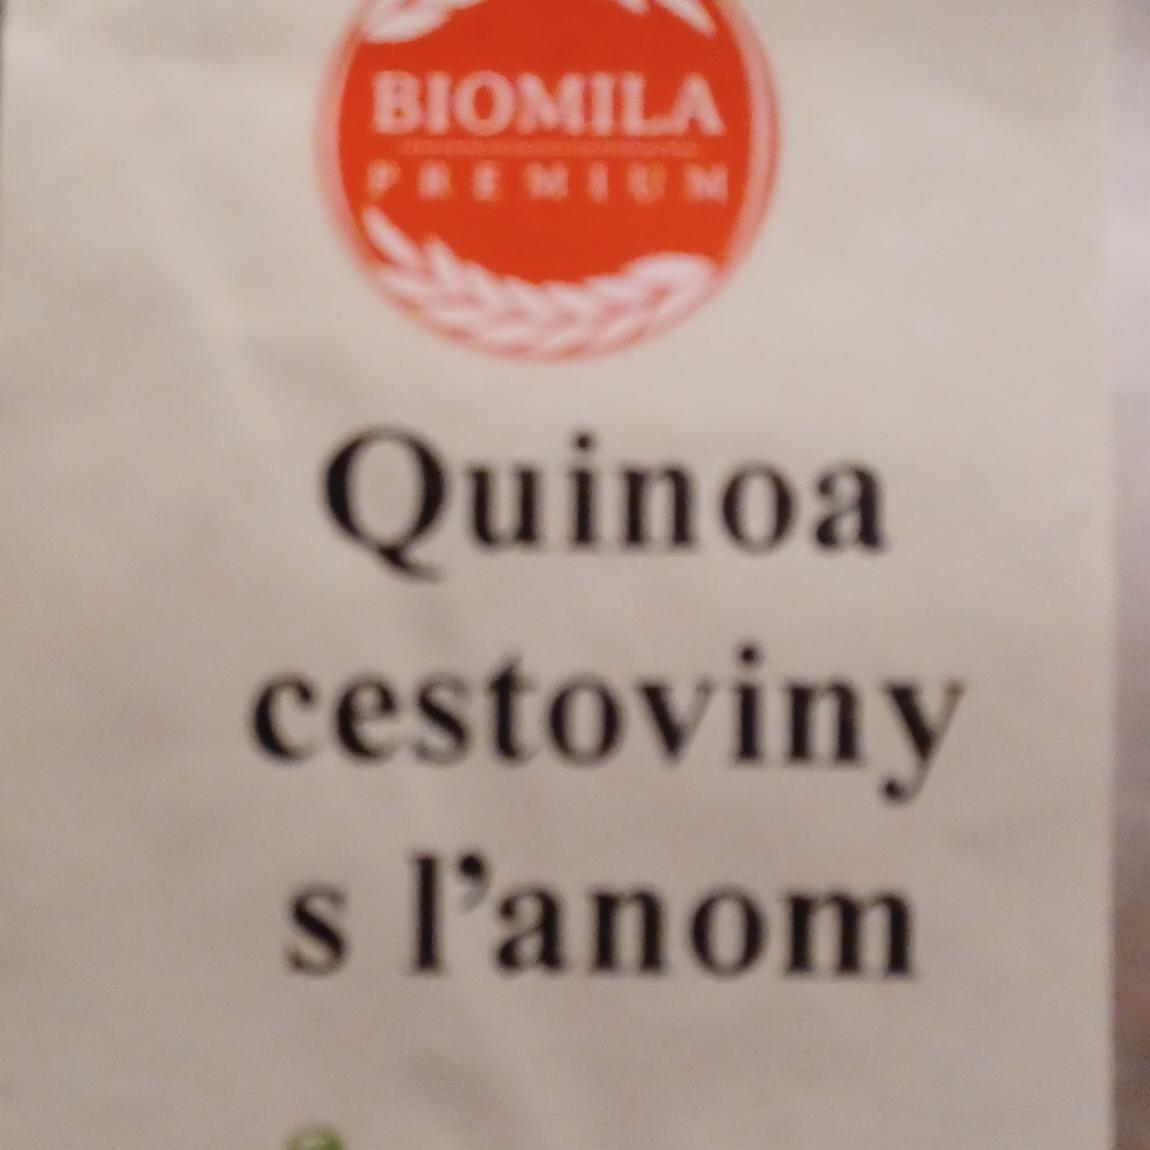 BIOMILA
PREMIUM
Quinoa
cestoviny
s l’anom